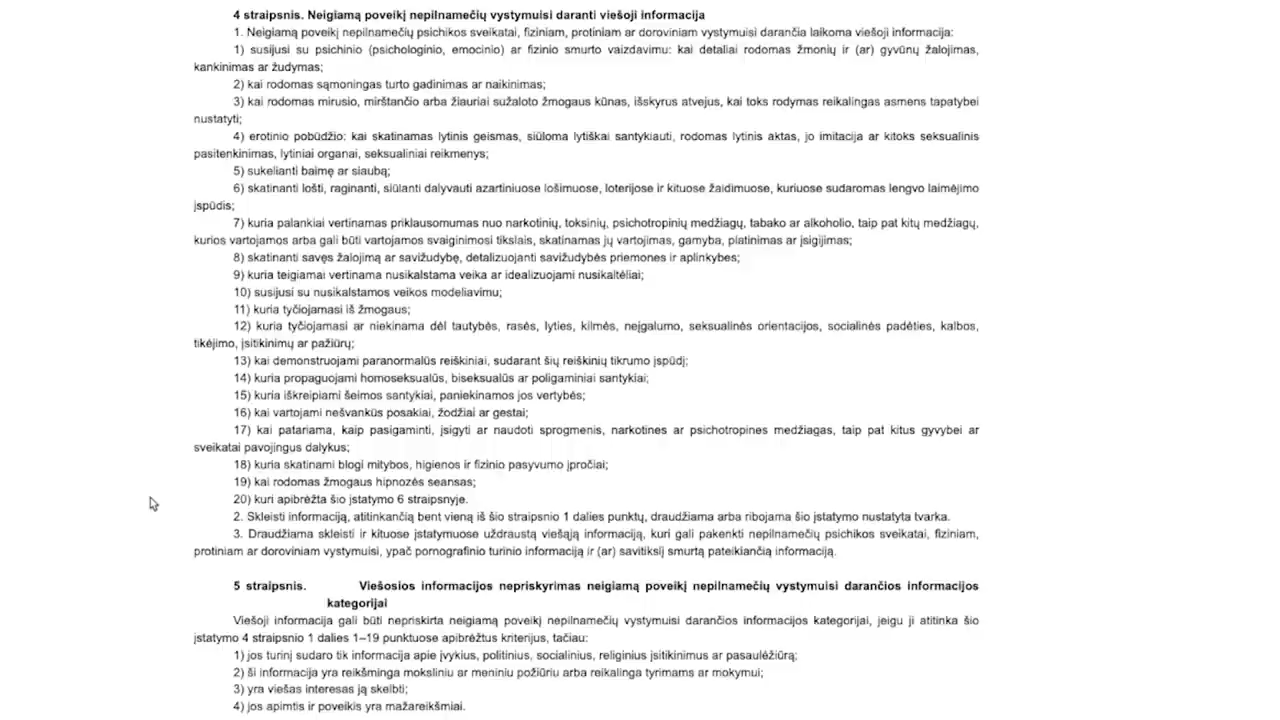 4 straipsnis. Neigiamą poveikį nepilnamečių vystymuisi daranti viešoji informacija
1. Neigiamą poveikį nepilnamečių psichikos sveikatai, fiziniam, protiniam ar doroviniam vystymuisi darančia laikoma viešoji informacija:
1) susijusi su psichinio (psichologinio, emocinio) ar fizinio smurto vaizdavimu: kai detaliai rodomas žmonių ir (ar) gyvūnų žalojimas,
kankinimas ar žudymas;
2) kai rodomas sąmoningas turto gadinimas ar naikinimas;
3) kai rodomas mirusio, mirštančio arba žiauriai sužaloto žmogaus kūnas, išskyrus atvejus, kai toks rodymas reikalingas asmens tapatybei
nustatyti;
4) erotinio pobūdžio: kai skatinamas lytinis geismas, siūloma lytiškai santykiauti, rodomas lytinis aktas, jo imitacija ar kitoks seksualinis
pasitenkinimas, lytiniai organai, seksualiniai reikmenys;
5) sukelianti baimę ar siaubą;
6) skatinanti lošti, raginanti, siūlanti dalyvauti azartiniuose lošimuose, loterijose ir kituose žaidimuose, kuriuose sudaromas lengvo laimėjimo
įspūdis;
7) kuria palankiai vertinamas priklausomumas nuo narkotinių, toksinių, psichotropinių medžiagų, tabako ar alkoholio, taip pat kitų medžiagų,
kurios vartojamos arba gali būti vartojamos svaiginimosi tikslais, skatinamas jų vartojimas, gamyba, platinimas ar įsigijimas;
8) skatinanti savęs žalojimą ar savižudybę, detalizuojanti savižudybės priemones ir aplinkybes;
9) kuria teigiamai vertinama nusikalstama veika ar idealizuojami nusikaltėliai;
10) susijusi su nusikalstamos veikos modeliavimu;
11) kuria tyčiojamasi iš žmogaus;
12) kuria tyčiojamasi ar niekinama dėl tautybės, rasės, lyties, kilmės, neįgalumo, seksualinės orientacijos, socialinės padėties, kalbos,
tikėjimo, įsitikinimų ar pažiūrų;
13) kai demonstruojami paranormalūs reiškiniai, sudarant šių reiškinių tikrumo įspūdį;
14) kuria propaguojami homoseksualūs, biseksualūs ar poligaminiai santykiai;
15) kuria iškreipiami šeimos santykiai, paniekinamos jos vertybės;
16) kai vartojami nešvankūs posakiai, žodžiai ar gestai;
17) kai patariama, kaip pasigaminti, įsigyti ar naudoti sprogmenis, narkotines ar psichotropines medžiagas, taip pat kitus gyvybei ar
sveikatai pavojingus dalykus;
18) kuria skatinami blogi mitybos, higienos ir fizinio pasyvumo įpročiai;
19) kai rodomas žmogaus hipnozės seansas;
20) kuri apibrėžta šio įstatymo 6 straipsnyje.
2. Skleisti informaciją, atitinkančią bent vieną iš šio straipsnio 1 dalies punktų, draudžiama arba ribojama šio įstatymo nustatyta tvarka.
3. Draudžiama skleisti ir kituose įstatymuose uždraustą viešąją informaciją, kuri gali pakenkti nepilnamečių psichikos sveikatai, fiziniam,
protiniam ar doroviniam vystymuisi, ypač pornografinio turinio informaciją ir (ar) savitikslį smurtą pateikiančią informaciją.
5 straipsnis. Viešosios informacijos nepriskyrimas neigiamą poveikį nepilnamečių vystymuisi darančios informacijos
kategorijai
Viešoji informacija gali būti nepriskirta neigiamą poveikį nepilnamečių vystymuisi darančios informacijos kategorijai, jeigu ji atitinka šio
įstatymo 4 straipsnio 1 dalies 1–19 punktuose apibrėžtus kriterijus, tačiau:
1) jos turinį sudaro tik informacija apie įvykius, politinius, socialinius, religinius įsitikinimus ar pasaulėžiūrą;
2) ši informacija yra reikšminga moksliniu ar meniniu požiūriu arba reikalinga tyrimams ar mokymui;
3) yra viešas interesas ją skelbti;
4) jos apimtis ir poveikis yra mažareikšmiai.